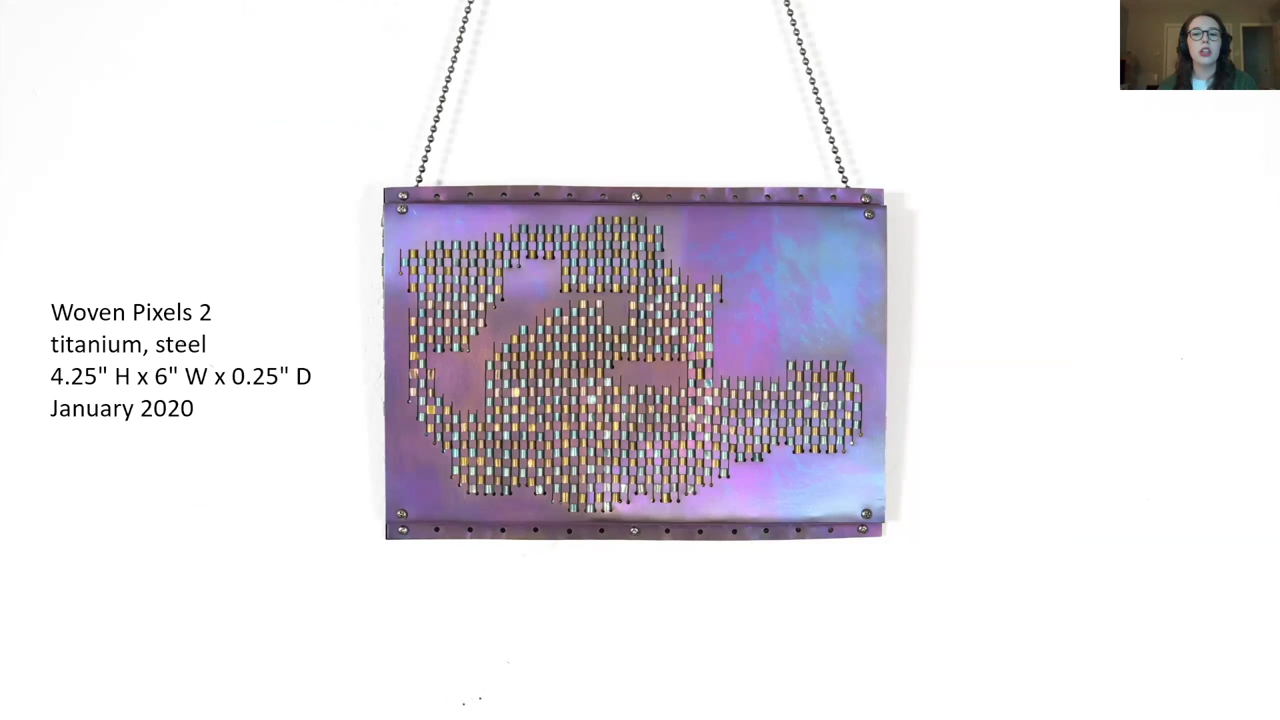 Woven Pixels 2
titanium, steel
4.25" H x 6" W x 0.25" D
January 2020